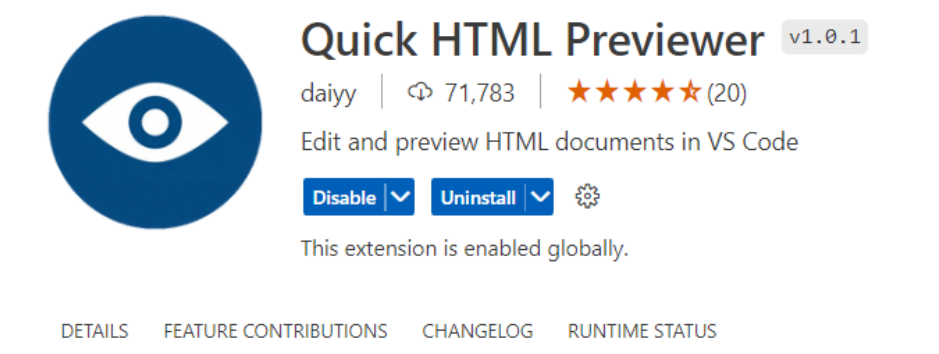 Quick HTML Previewer v1.0.1
daiyy 71,783 (20)
Edit and preview HTML documents in VS Code
Disable Uninstall
This extension is enabled globally.
DETAILS FEATURE CONTRIBUTIONS CHANGELOG RUNTIME STATUS